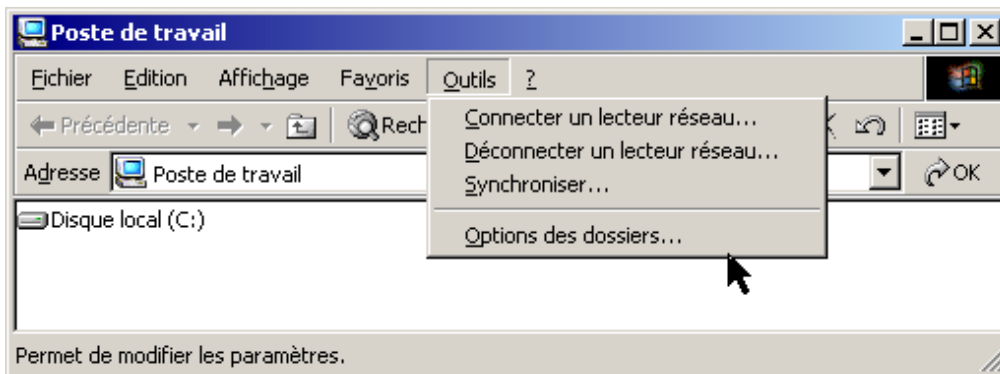 Poste de travail
Fichier Edition Affichage Favoris Outils ?
Précédente Rech
Connecter un lecteur réseau...
Déconnecter un lecteur réseau...
Synchroniser...
Options des dossiers...
Adresse Poste de travail OK
Disque local (C:)
Permet de modifier les paramètres.